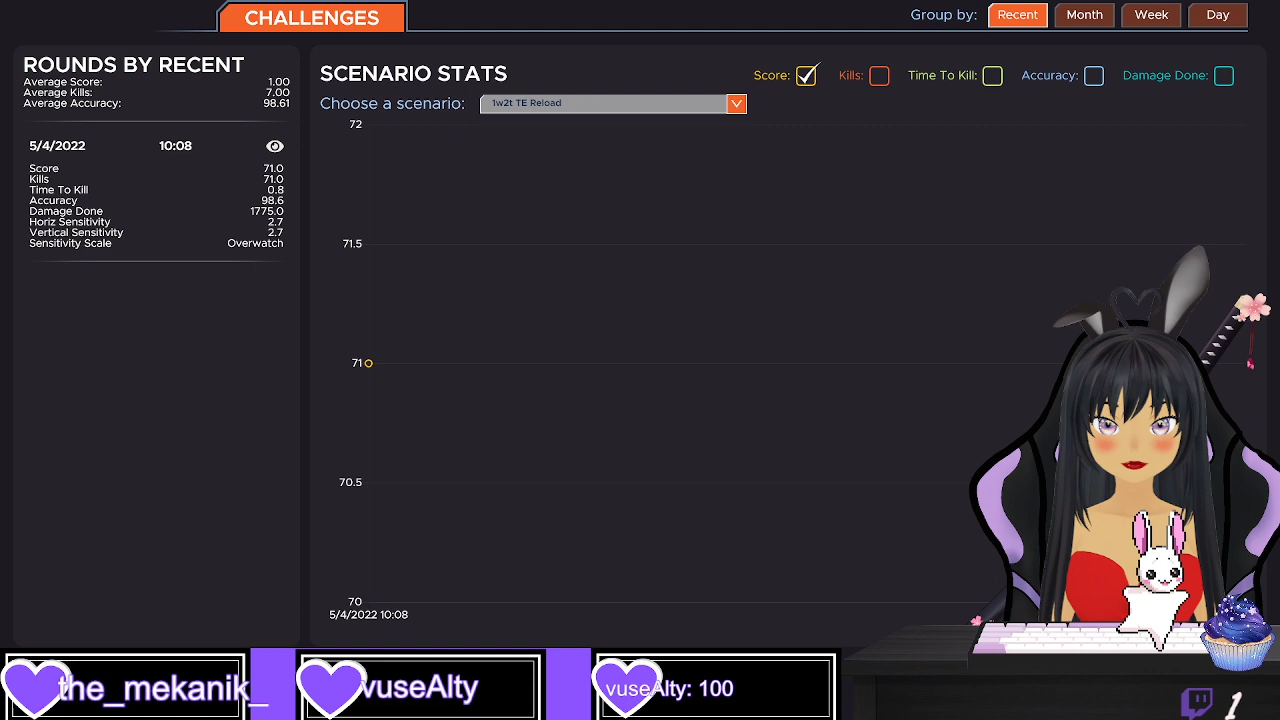 CHALLENGES
Group by: Recent Month Week Day
ROUNDS BY RECENT
Average Score: 1.00
Average Kills: 7.00
Average Accuracy: 98.61
5/4/2022 10:08
Score 71.0
Kills 71.0
Time To Kill 0.8
Accuracy 98.6
Damage Done 1775.0
Horiz Sensitivity 2.7
Vertical Sensitivity 2.7
Sensitivity Scale Overwatch
SCENARIO STATS
Score: Kills: Time To Kill: Accuracy: Damage Done:
Choose a scenario: 1w2t TE Reload
72
71.5
71
70.5
70
5/4/2022 10:08
the_mekanik_
vuseAlty
vuseAlty: 100
1